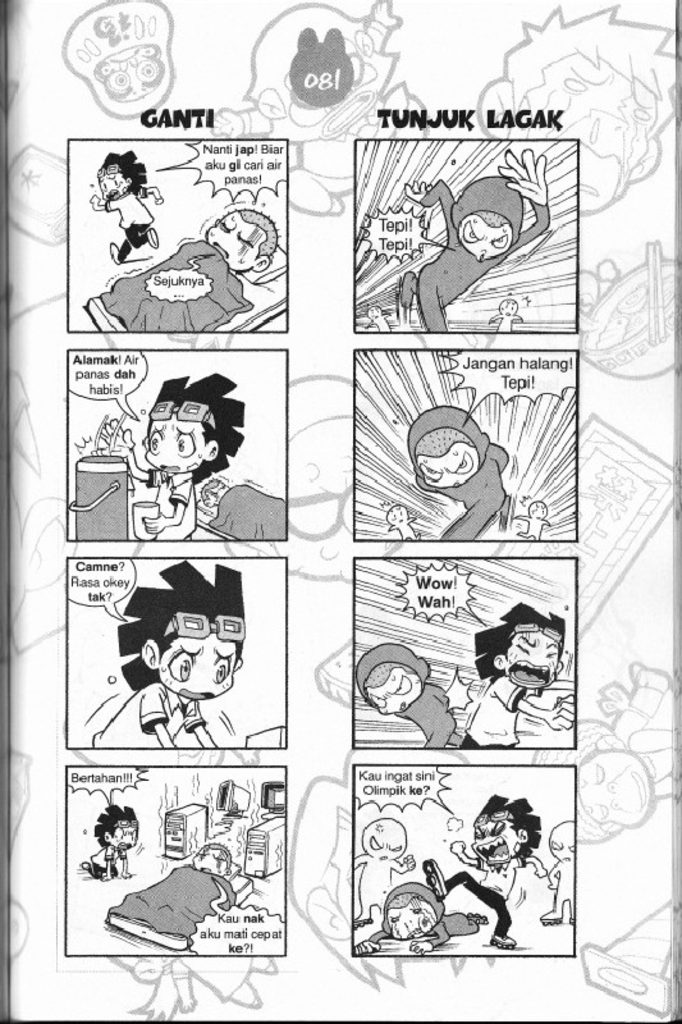 081
GANTI
Nanti jap! Biar
aku gi cari air
panas!
Sejuknya
Alamak! Air
panas dah
habis!
Camne?
Rasa okey
tak?
Bertahan!!!
Kau nak
aku mati cepat
ke?!
TUNJUK LAGAK
Tepi!
Tepi!
Jangan halang!
Tepi!
Wow!
Wah!
Kau ingat sini
Olimpik ke?